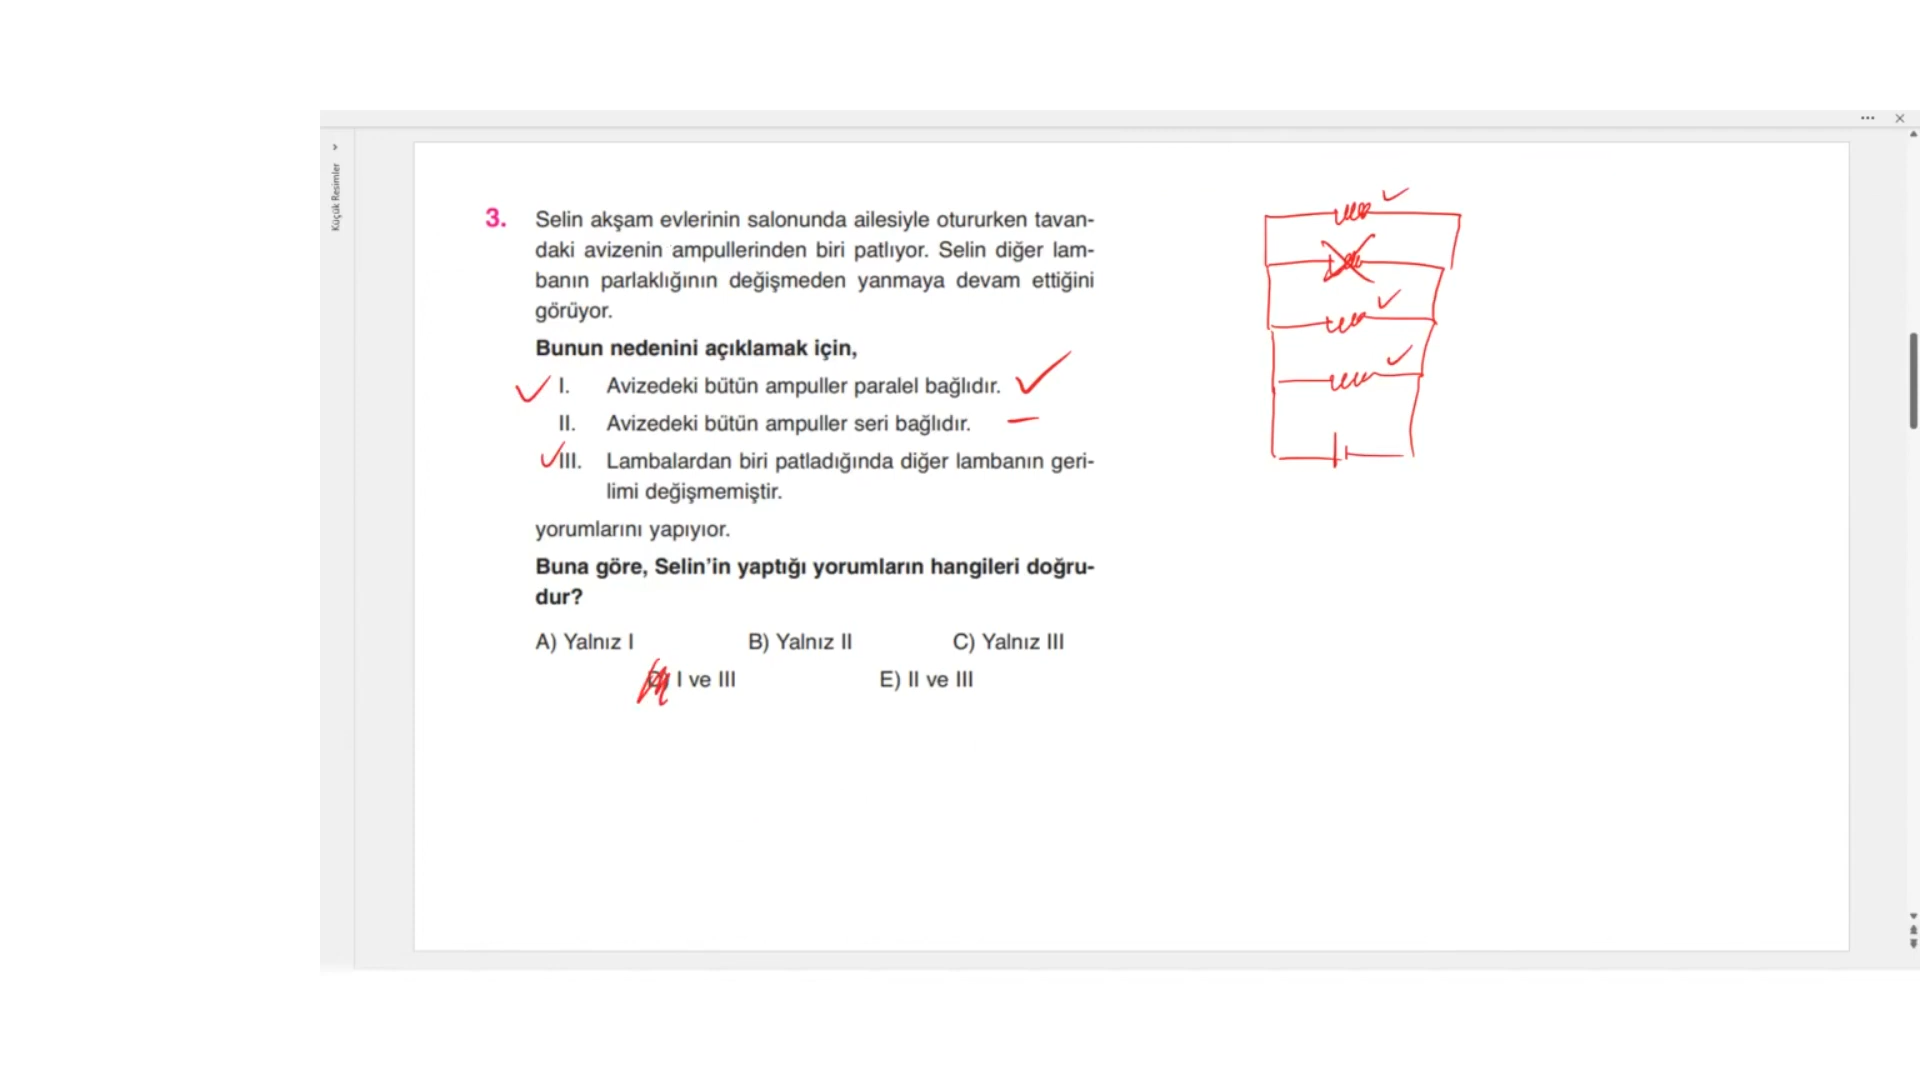 Küçük Resimler
3. Selin akşam evlerinin salonunda ailesiyle otururken tavan-
daki avizenin ampullerinden biri patlıyor. Selin diğer lam-
banın parlaklığının değişmeden yanmaya devam ettiğini
görüyor.
Bunun nedenini açıklamak için,
I. Avizedeki bütün ampuller paralel bağlıdır.
II. Avizedeki bütün ampuller seri bağlıdır.
III. Lambalardan biri patladığında diğer lambanın geri-
limi değişmemiştir.
yorumlarını yapıyıor.
Buna göre, Selin’in yaptığı yorumların hangileri doğru-
dur?
A) Yalnız I B) Yalnız II C) Yalnız III
D) I ve III E) II ve III